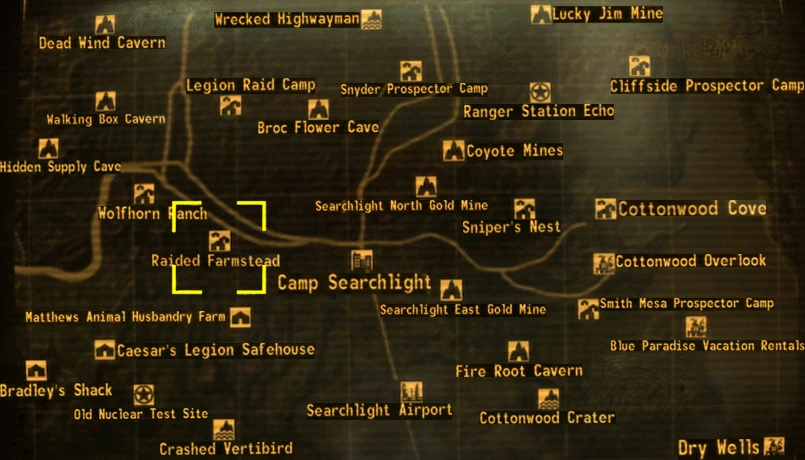 Wrecked Highwayman
Lucky Jim Mine
Dead Wind Cavern
Legion Raid Camp
Snyder Prospector Camp
Cliffside Prospector Camp
Walking Box Cavern
Broc Flower Cave
Ranger Station Echo
Hidden Supply Cave
Coyote Mines
Wolfhorn Ranch
Searchlight North Gold Mine
Sniper's Nest
Cottonwood Cove
Raided Farmstead
Cottonwood Overlook
Camp Searchlight
Searchlight East Gold Mine
Smith Mesa Prospector Camp
Matthews Animal Husbandry Farm
Blue Paradise Vacation Rentals
Caesar's Legion Safehouse
Fire Root Cavern
Bradley's Shack
Old Nuclear Test Site
Searchlight Airport
Cottonwood Crater
Crashed Vertibird
Dry Wells